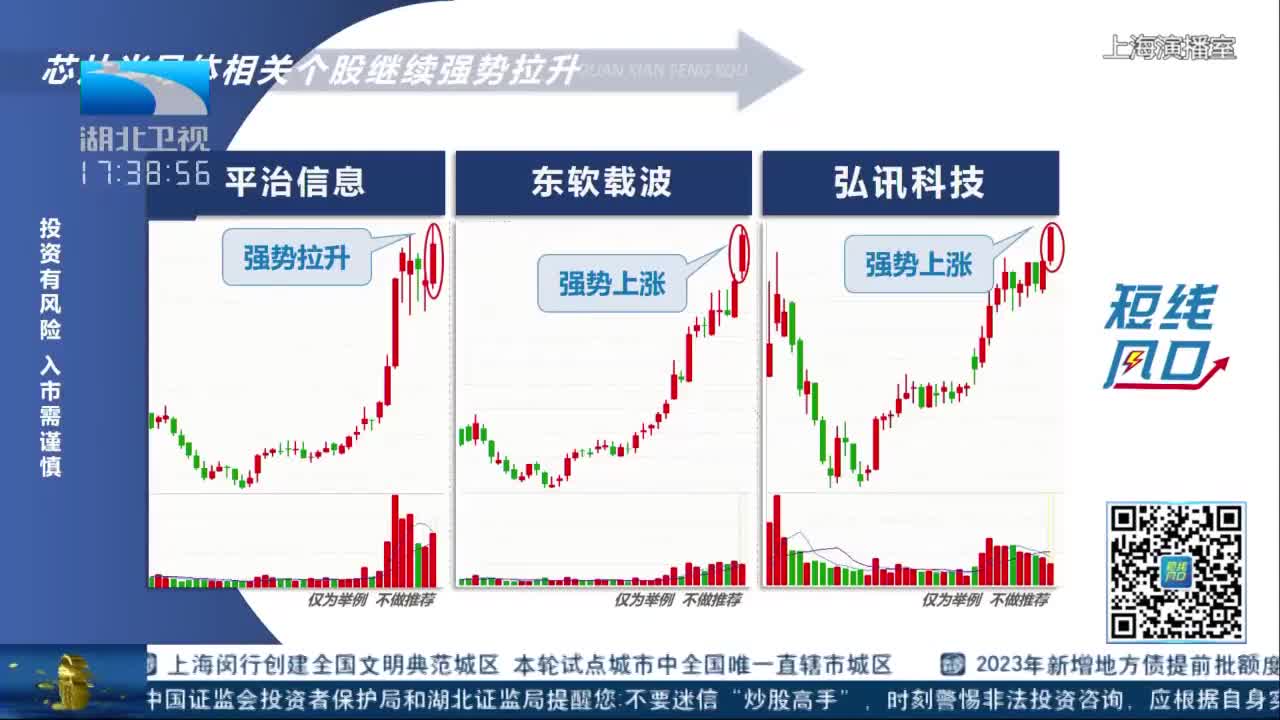 芯片半导体相关个股继续强势拉升
DUAN XIAN FENG KOU
上海演播室
湖北卫视
17:38:56
平治信息
东软载波
弘讯科技
强势拉升
强势上涨
强势上涨
投资有风险 入市需谨慎
短线
风口
短线
风口
仅为举例 不做推荐
仅为举例 不做推荐
仅为举例 不做推荐
上海闵行创建全国文明典范城区 本轮试点城市中全国唯一直辖市城区 2023年新增地方债提前批额度
中国证监会投资者保护局和湖北证监局提醒您:不要迷信“炒股高手”，时刻警惕非法投资咨询，应根据自身实